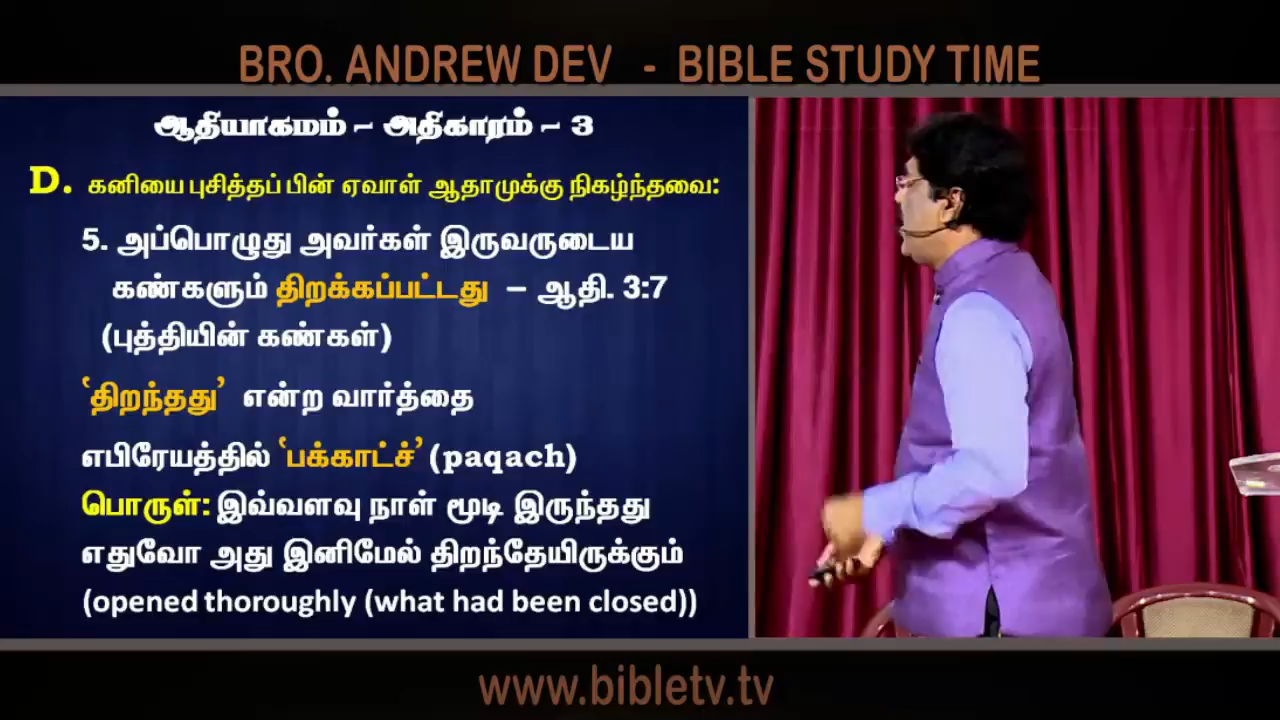 BRO. ANDREW DEV - BIBLE STUDY TIME
ஆதியாகமம் – அதிகாரம் – 3
D. கனியை புசித்தப் பின் ஏவாள் ஆதாமுக்கு நிகழ்ந்தவை:
5. அப்பொழுது அவர்கள் இருவருடைய
கண்களும் திறக்கப்பட்டது – ஆதி. 3:7
(புத்தியின் கண்கள்)
‘திறந்தது’ என்ற வார்த்தை
எபிரேயத்தில் ‘பக்காட்ச்’ (paqach)
பொருள்: இவ்வளவு நாள் மூடி இருந்தது
எதுவோ அது இனிமேல் திறந்தேயிருக்கும்
(opened thoroughly (what had been closed))
www.bibletv.tv